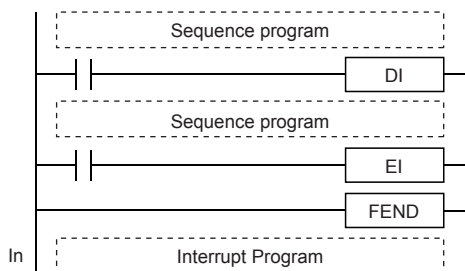 Sequence program
DI
Sequence program
EI
FEND
In Interrupt Program